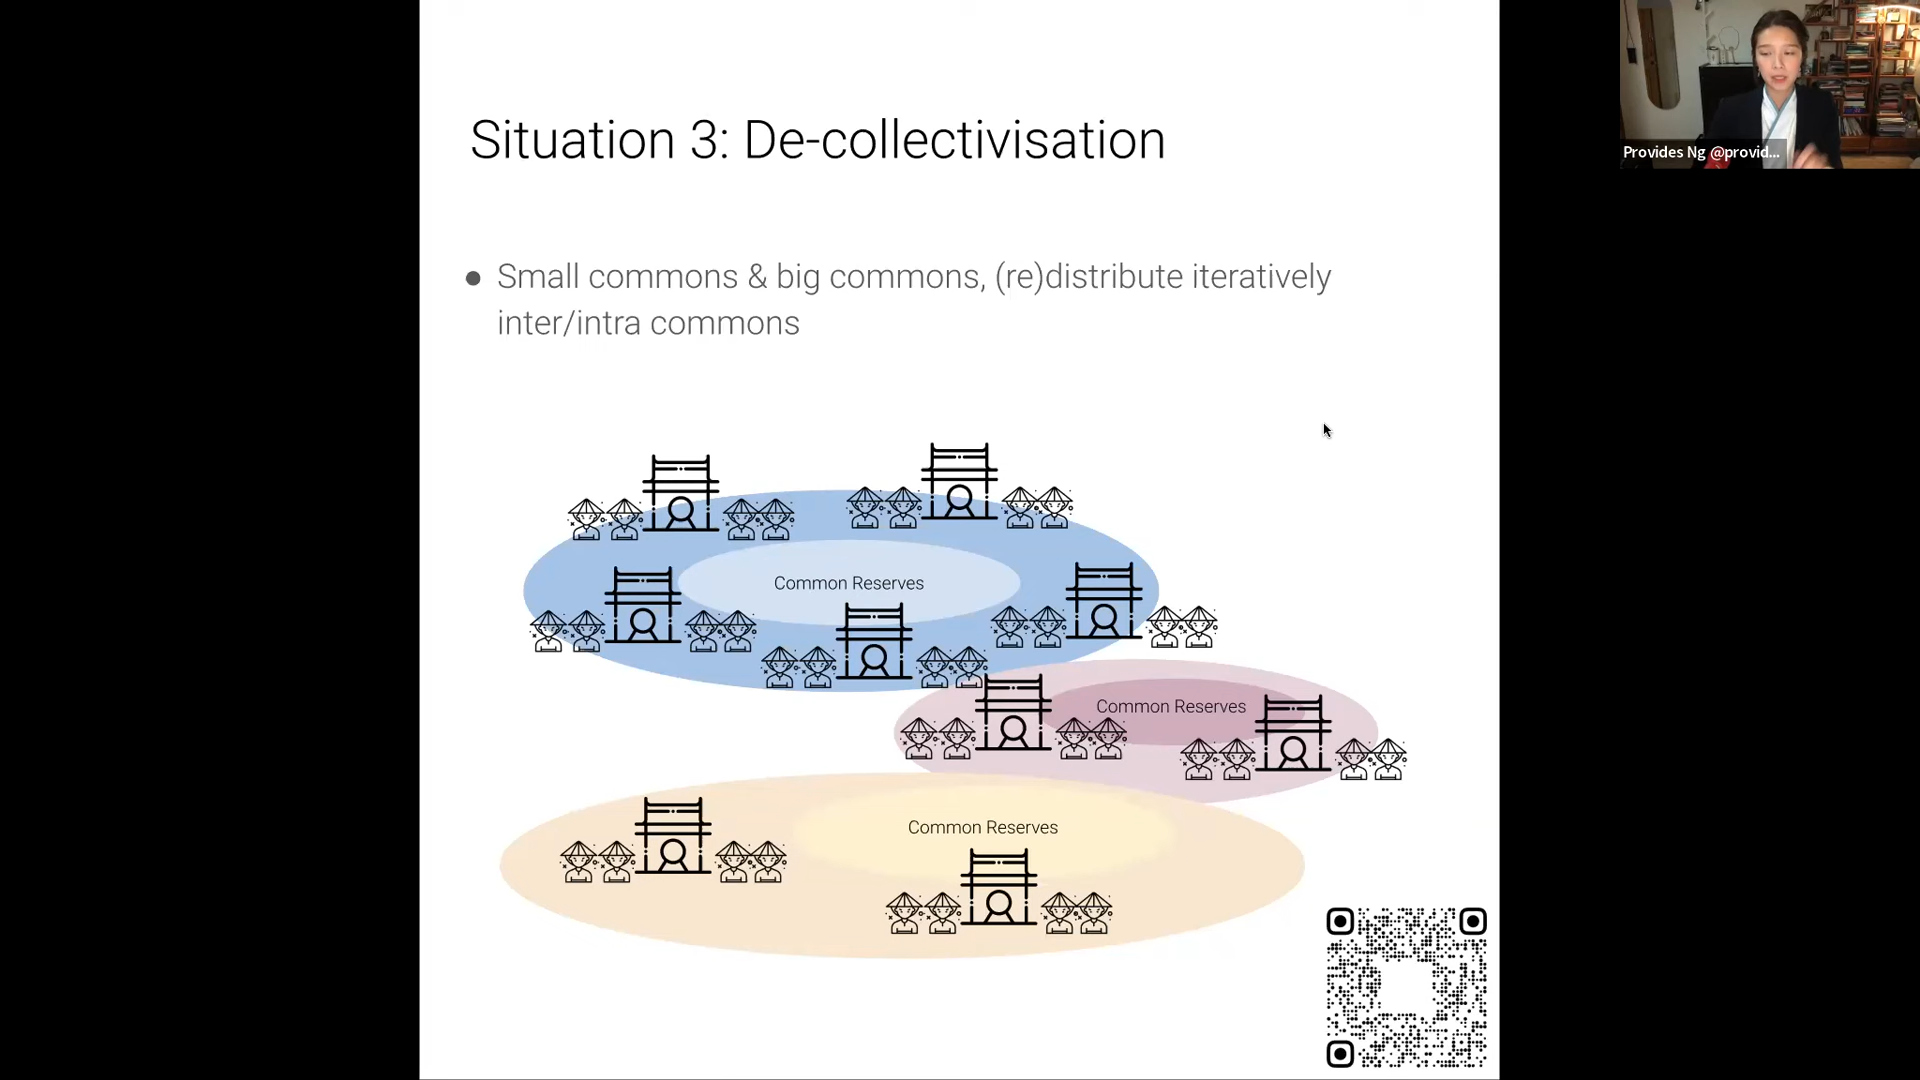 Situation 3: De-collectivisation
Provides Ng @provid...
● Small commons & big commons, (re)distribute iteratively
inter/intra commons
Common Reserves
Common Reserves
Common Reserves